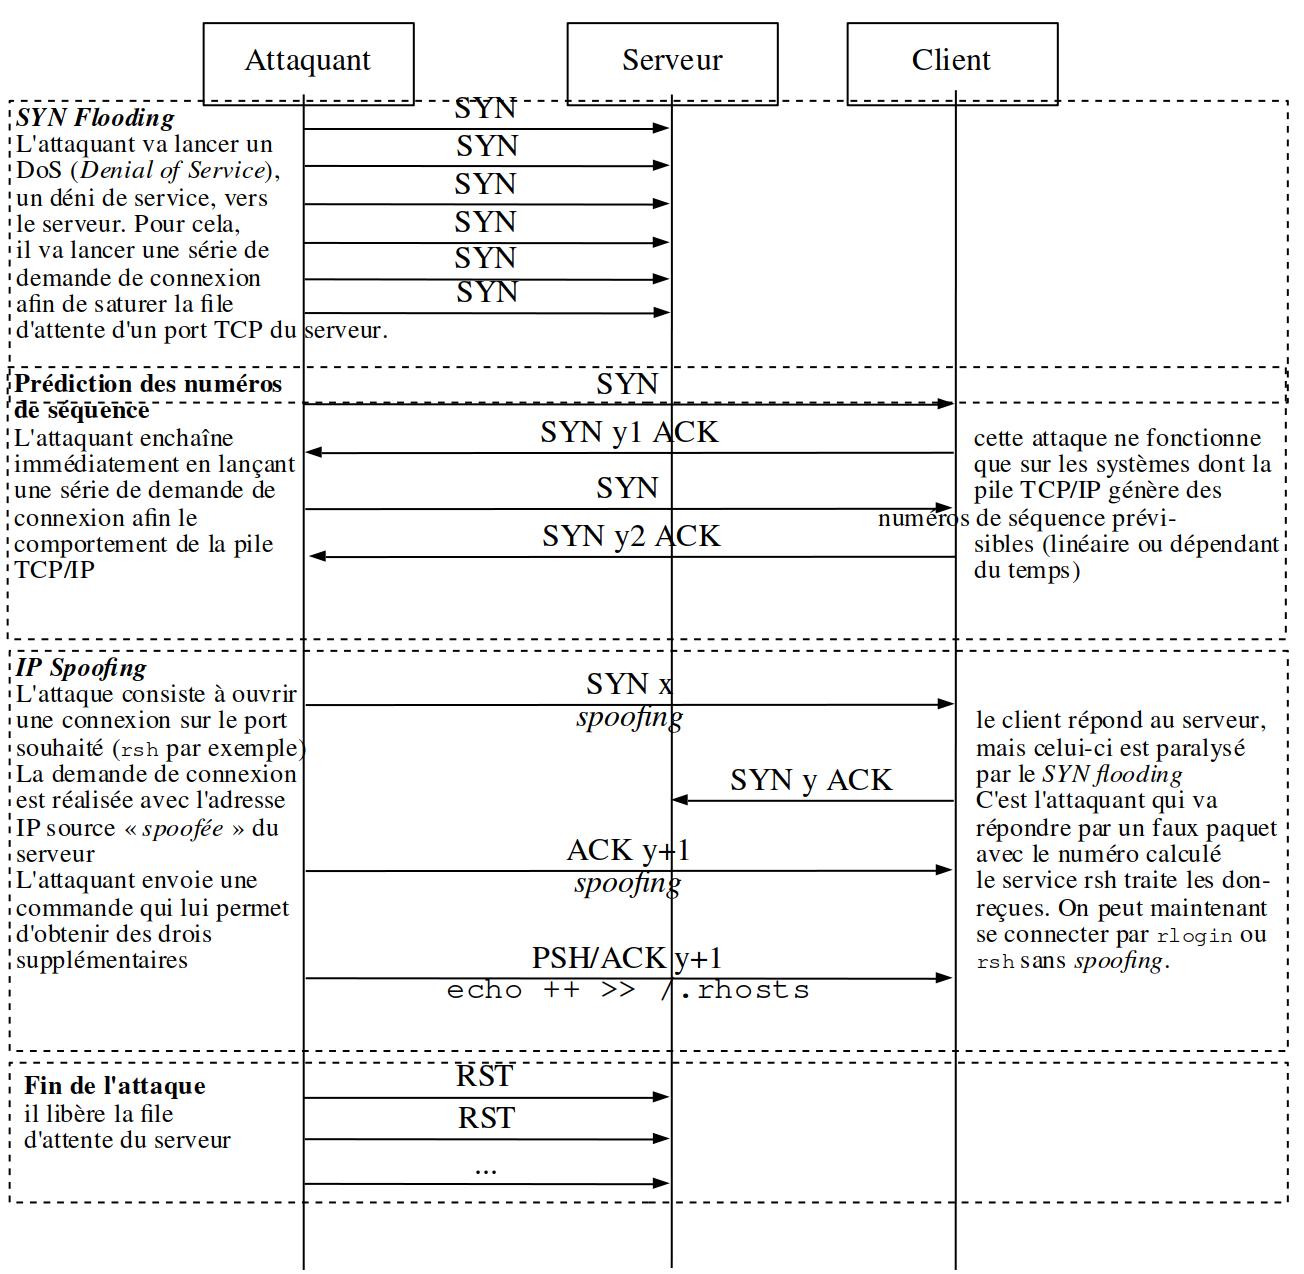 Attaquant
Serveur
Client
SYN Flooding
L'attaquant va lancer un
DoS (Denial of Service),
un déni de service, vers
le serveur. Pour cela,
il va lancer une série de
demande de connexion
afin de saturer la file
d'attente d'un port TCP du serveur.
SYN
SYN
SYN
SYN
SYN
SYN
Prédiction des numéros
de séquence
L'attaquant enchaîne
immédiatement en lançant
une série de demande de
connexion afin le
comportement de la pile
TCP/IP
SYN
SYN y1 ACK
SYN
SYN y2 ACK
cette attaque ne fonctionne
que sur les systèmes dont la
pile TCP/IP génère des
numéros de séquence prévi-
sibles (linéaire ou dépendant
du temps)
IP Spoofing
L'attaque consiste à ouvrir
une connexion sur le port
souhaité (rsh par exemple)
La demande de connexion
est réalisée avec l'adresse
IP source « spoofée » du
serveur
L'attaquant envoie une
commande qui lui permet
d'obtenir des drois
supplémentaires
SYN x
spoofing
SYN y ACK
ACK y+1
spoofing
PSH/ACK y+1
echo ++ >> /.rhosts
le client répond au serveur,
mais celui-ci est paralysé
par le SYN flooding
C'est l'attaquant qui va
répondre par un faux paquet
avec le numéro calculé
le service rsh traite les don-
reçues. On peut maintenant
se connecter par rlogin ou
rsh sans spoofing.
Fin de l'attaque
il libère la file
d'attente du serveur
RST
RST
...